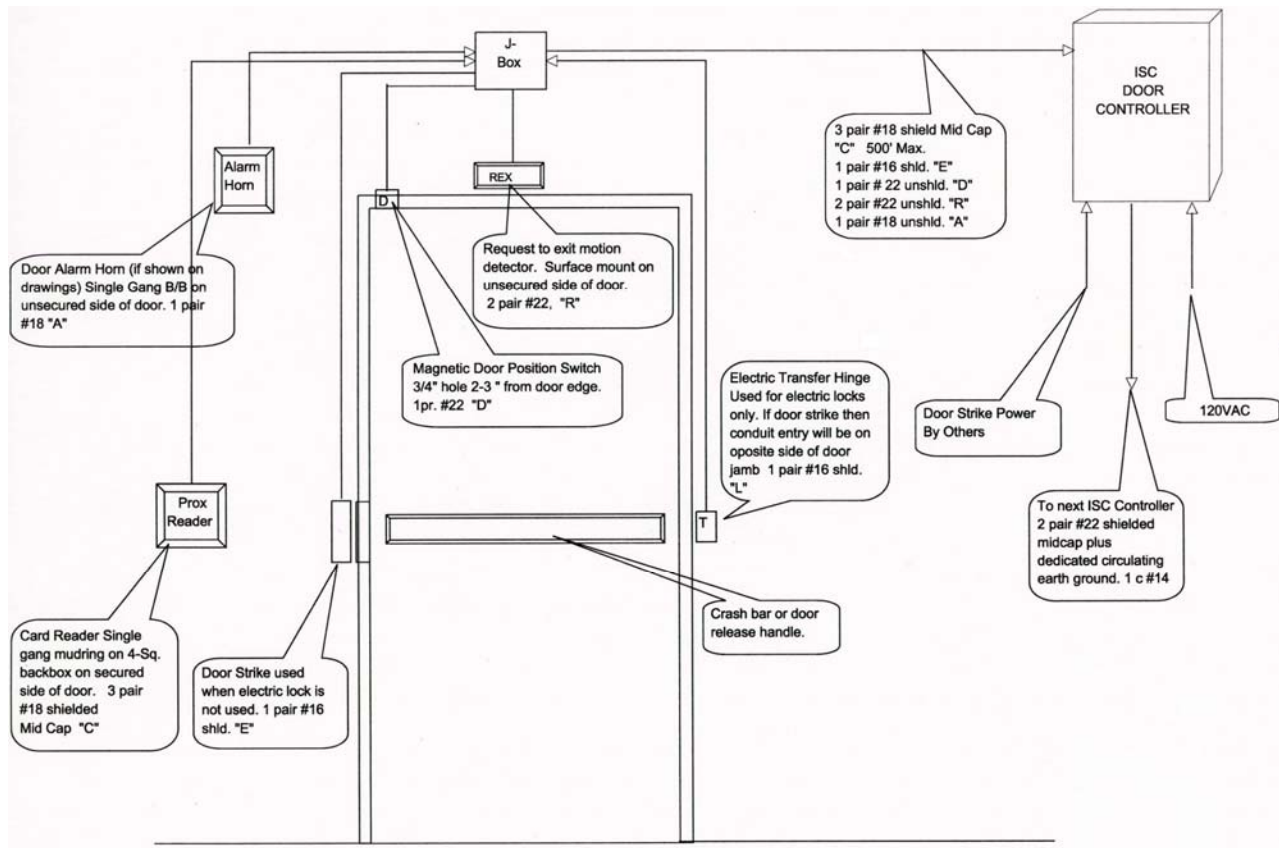 J-
Box
ISC
DOOR
CONTROLLER
3 pair #18 shield Mid Cap
"C" 500' Max.
1 pair #16 shld. "E"
1 pair # 22 unshld. "D"
2 pair #22 unshld. "R"
1 pair #18 unshld. "A"
Alarm
Horn
REX
D
Door Alarm Horn (if shown on
drawings) Single Gang B/B on
unsecured side of door. 1 pair
#18 "A"
Request to exit motion
detector. Surface mount on
unsecured side of door.
2 pair #22, "R"
Magnetic Door Position Switch
3/4" hole 2-3 " from door edge.
1pr. #22 "D"
Electric Transfer Hinge
Used for electric locks
only. If door strike then
conduit entry will be on
oposite side of door
jamb 1 pair #16 shld.
"L"
Door Strike Power
By Others
120VAC
Prox
Reader
T
To next ISC Controller
2 pair #22 shielded
midcap plus
dedicated circulating
earth ground. 1 c #14
Crash bar or door
release handle.
Card Reader Single
gang mudring on 4-Sq.
backbox on secured
side of door. 3 pair
#18 shielded
Mid Cap "C"
Door Strike used
when electric lock is
not used. 1 pair #16
shld. "E"